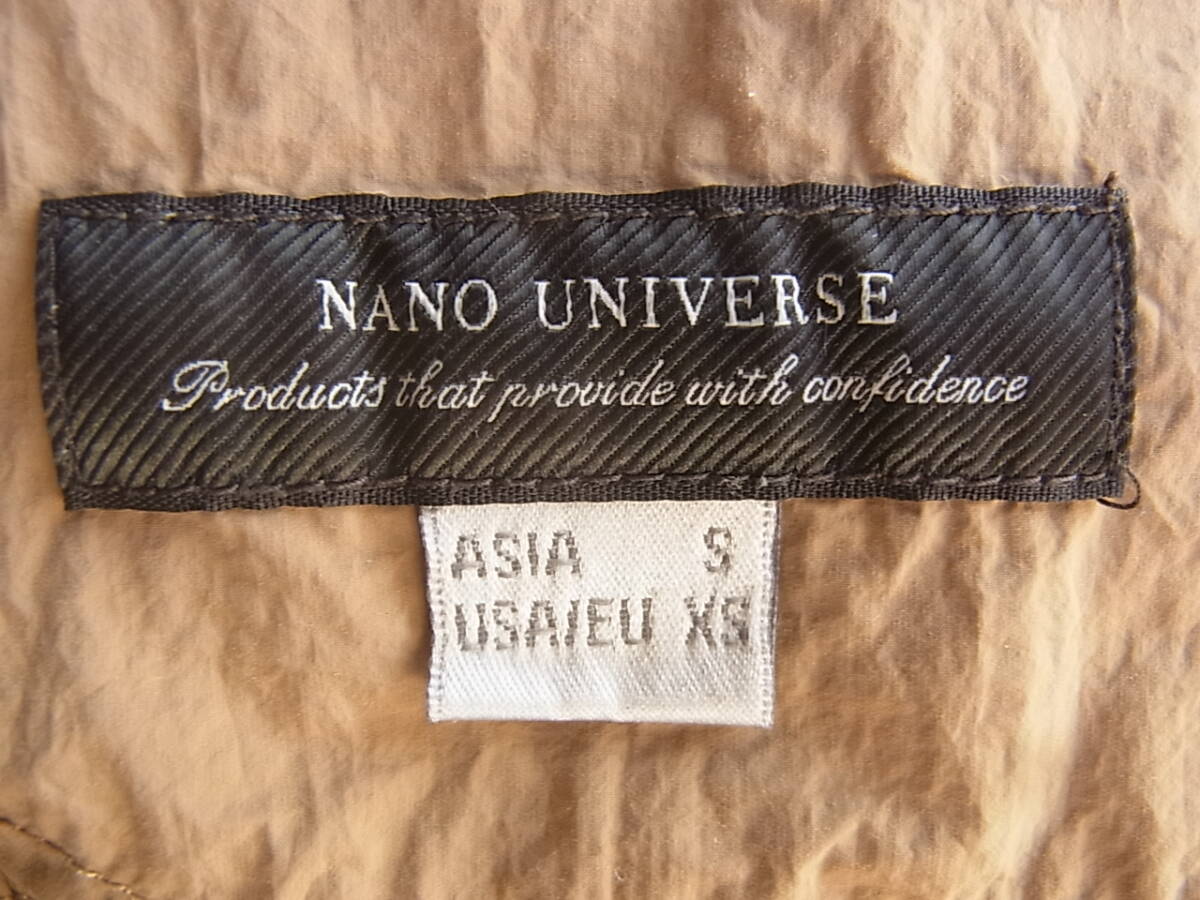 NANO UNIVERSE
Products that provide with confidence
ASIA S
USA/EU XS